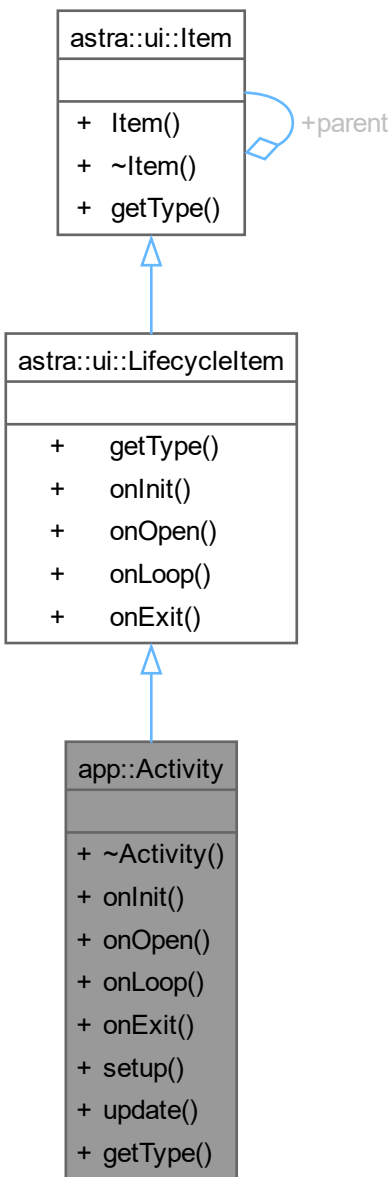 astra::ui::Item
+ Item()
+parent
+ ~Item()
+ getType()
astra::ui::LifecycleItem
+ getType()
+ onInit()
+ onOpen()
+ onLoop()
+ onExit()
app::Activity
+ ~Activity()
+ onInit()
+ onOpen()
+ onLoop()
+ onExit()
+ setup()
+ update()
+ getType()